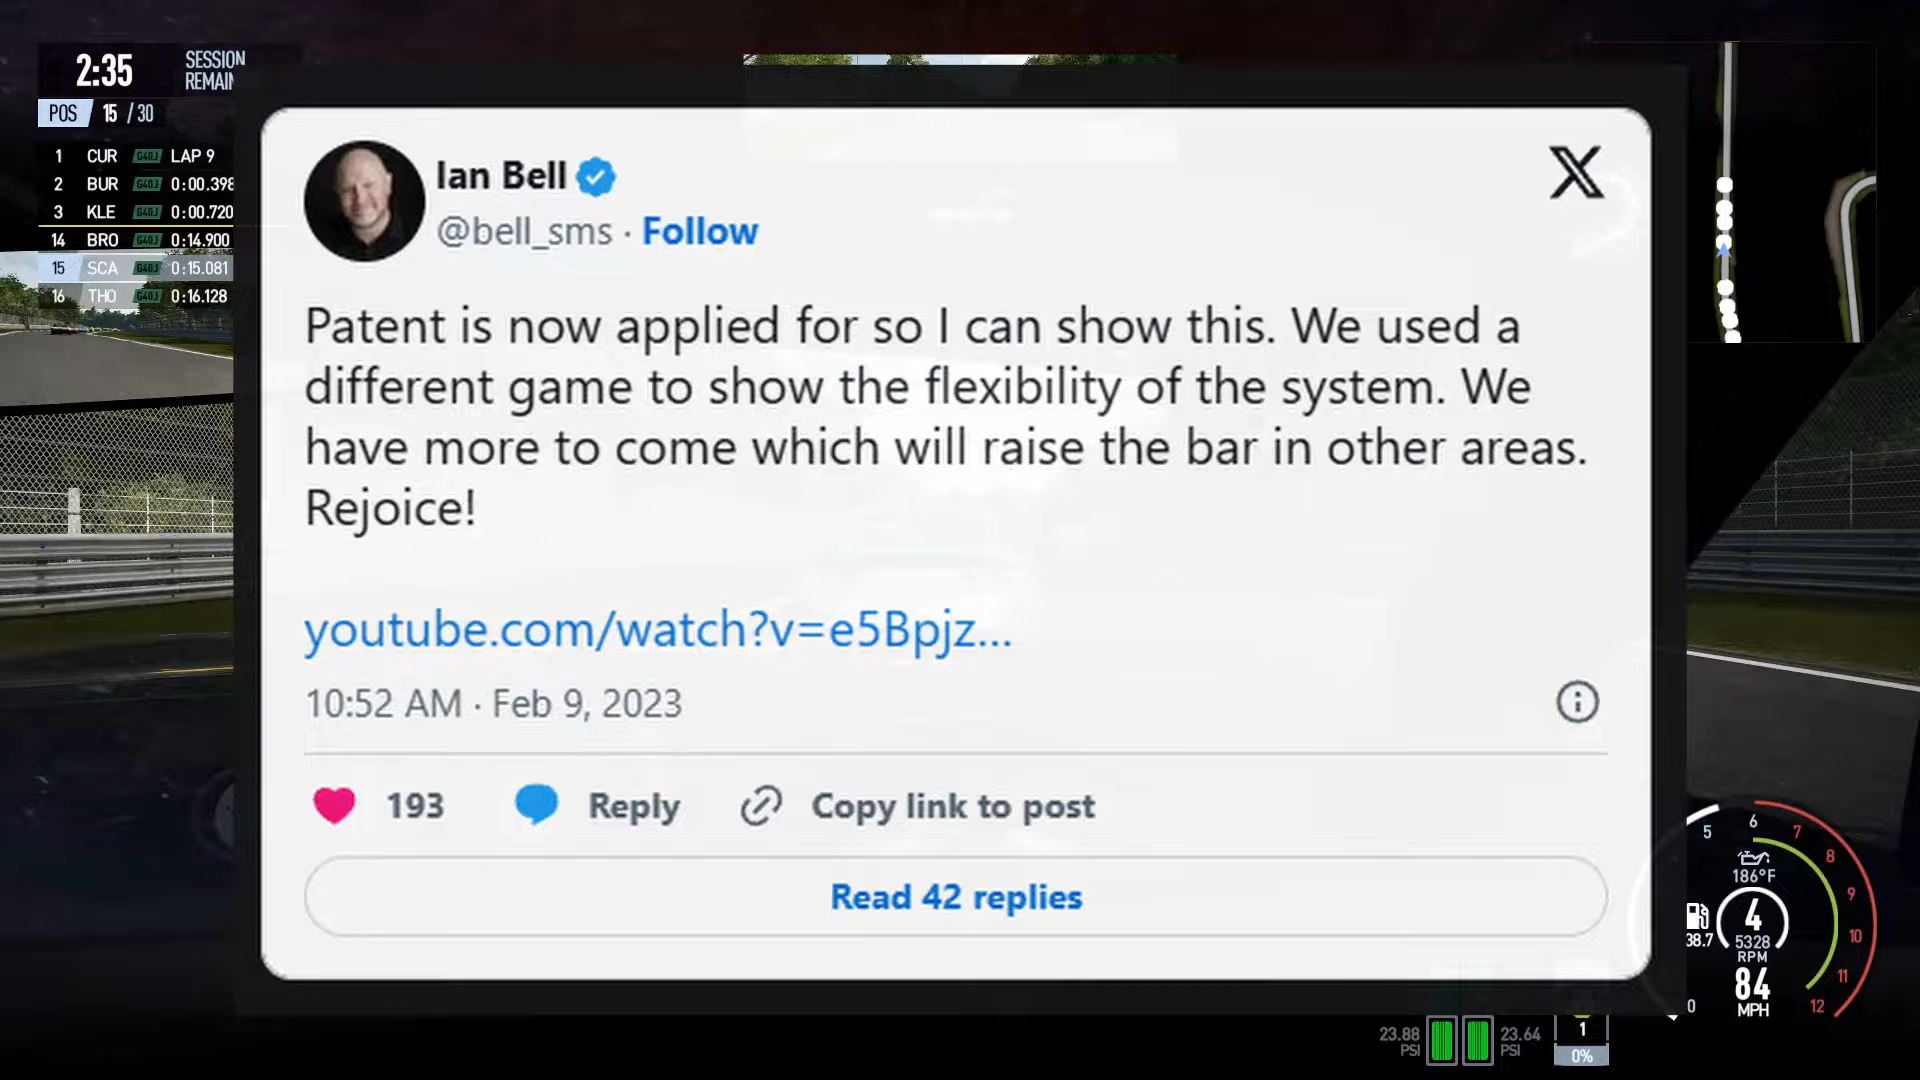 2:35
SESSION
REMAIN
POS 15 / 30
1 CUR G40J LAP 9
2 BUR G40J 0:00.398
3 KLE G40J 0:00.720
14 BRO G40J 0:14.900
15 SCA G40J 0:15.081
16 THO G40J 0:16.128
Ian Bell
@bell_sms · Follow
X
Patent is now applied for so I can show this. We used a
different game to show the flexibility of the system. We
have more to come which will raise the bar in other areas.
Rejoice!
youtube.com/watch?v=e5Bpjz...
10:52 AM · Feb 9, 2023
193 Reply Copy link to post
Read 42 replies
5 6 7 8 9 10 11 12
186°F
4
38.7
5328
RPM
84
MPH
0
23.88
PSI
23.64
PSI
1
0%